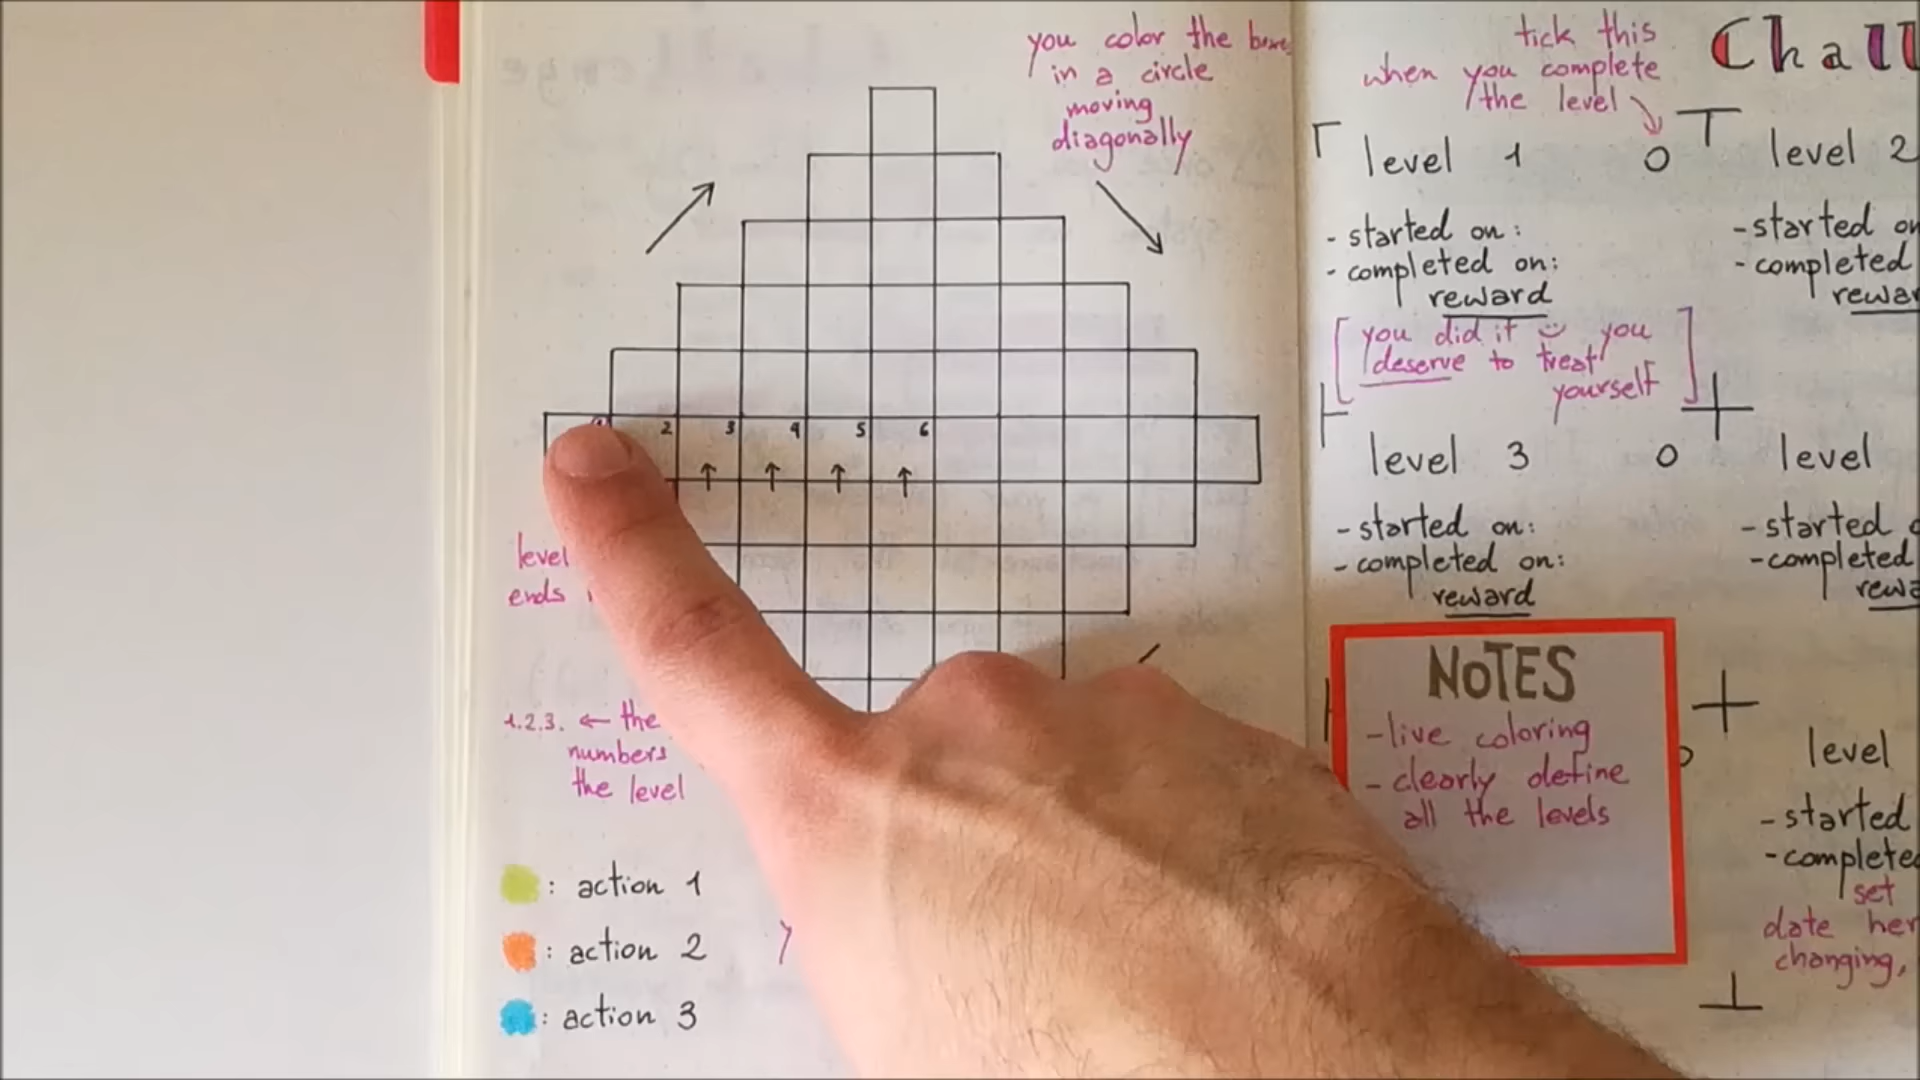 you color the
in a circle
moving
diagonally
2 3 4 5 6
level
ends
1.2.3. ← the
numbers
the level
: action 1
: action 2
: action 3
tick this
when you complete
the level
Chall
level 1
- started on:
- completed on:
reward
you did it you
deserve to treat
yourself
level 2
- started on
- completed
level 3
- started on:
- completed on:
reward
level
- started
- completed
NOTES
- live coloring
- clearly define
all the levels
level
- started
- complete
set
date her
changing,